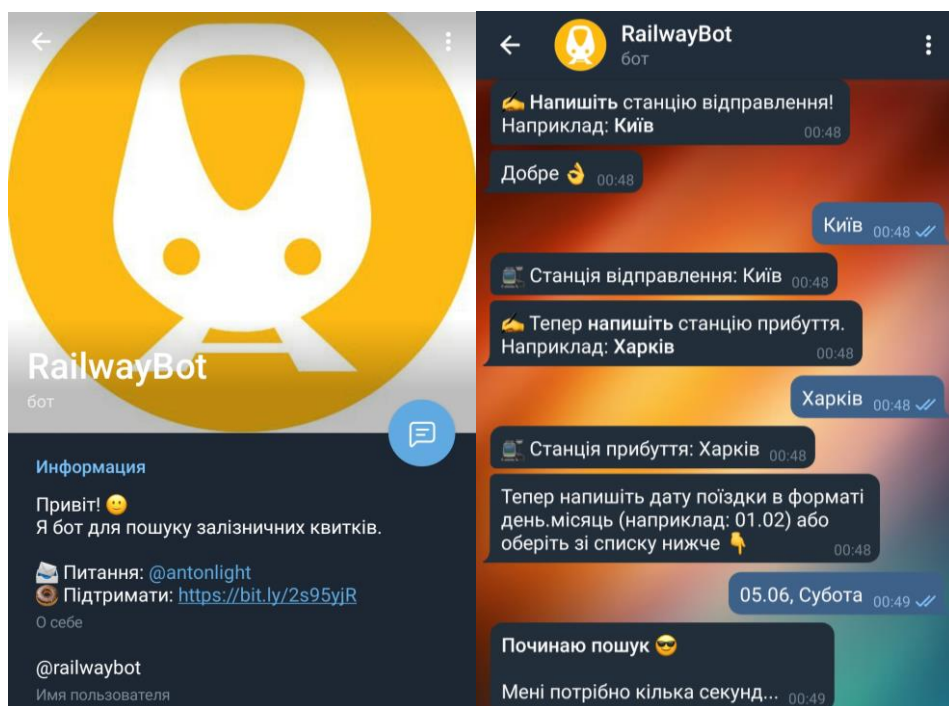 RailwayBot
бот
Информация
Привіт! 🙂
Я бот для пошуку залізничних квитків.
📨 Питання: @antonlight
🍩 Підтримати: https://bit.ly/2s95yjR
О себе
@railwaybot
Имя пользователя
RailwayBot
бот
✍️ Напишіть станцію відправлення!
Наприклад: Київ 00:48
Добре 👌 00:48
Київ 00:48
🚉 Станція відправлення: Київ 00:48
✍️ Тепер напишіть станцію прибуття.
Наприклад: Харків 00:48
Харків 00:48
🚉 Станція прибуття: Харків 00:48
Тепер напишіть дату поїздки в форматі
день.місяць (наприклад: 01.02) або
оберіть зі списку нижче 👇 00:48
05.06, Субота 00:49
Починаю пошук 😎
Мені потрібно кілька секунд... 00:49